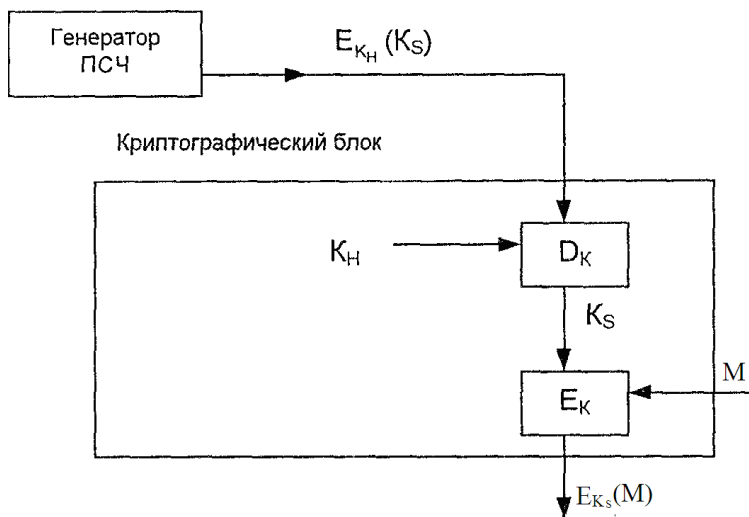 Генератор
ПСЧ
E_{K_H} (K_S)
Криптографический блок
K_H
D_K
K_S
E_K
M
E_{K_s}(M)